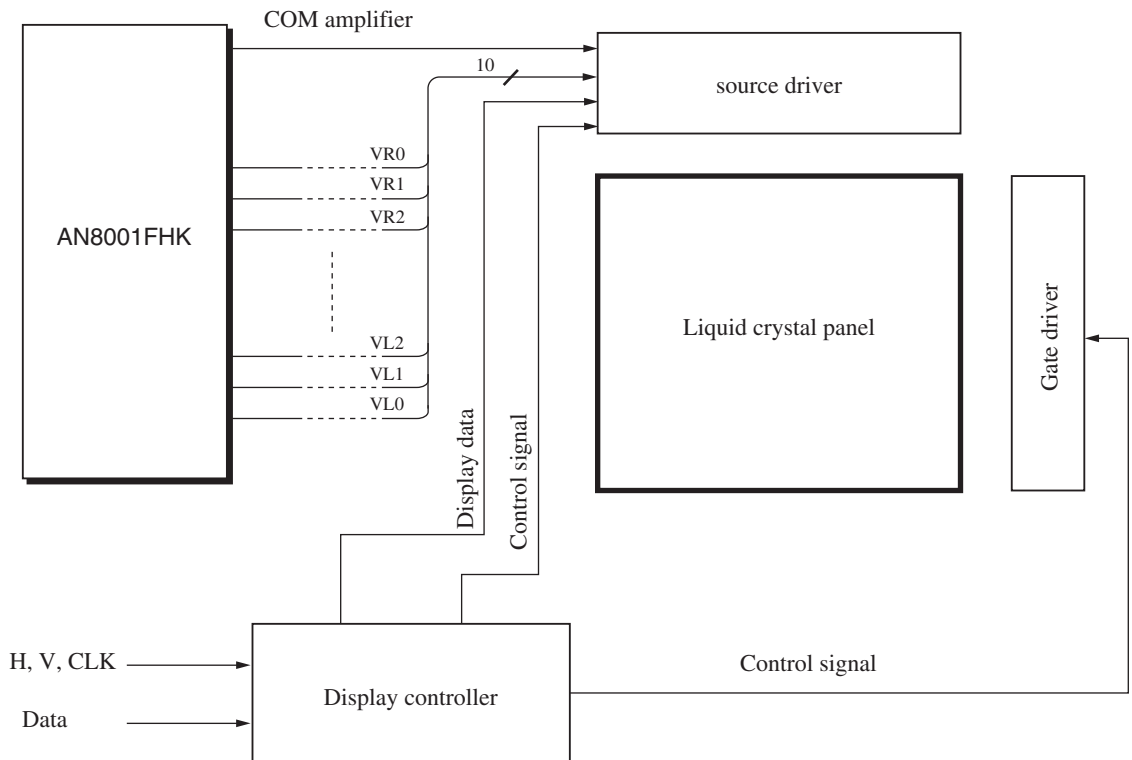 COM amplifier
10
source driver
VR0
VR1
VR2
AN8001FHK
VL2
VL1
VL0
Liquid crystal panel
Gate driver
Display data
Control signal
H, V, CLK
Data
Display controller
Control signal